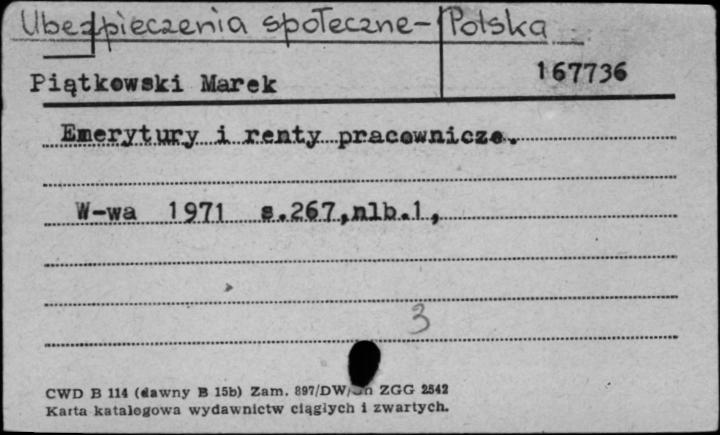 Ubezpieczenia społeczne - Polska
Piątkowski Marek 167736
Emerytury i renty pracownicze.
W-wa 1971 s.267,nlb.1,
3
CWD B 114 (dawny B 15b) Zam. 897/DW/ ZGG 2542
Karta katalogowa wydawnictw ciągłych i zwartych.